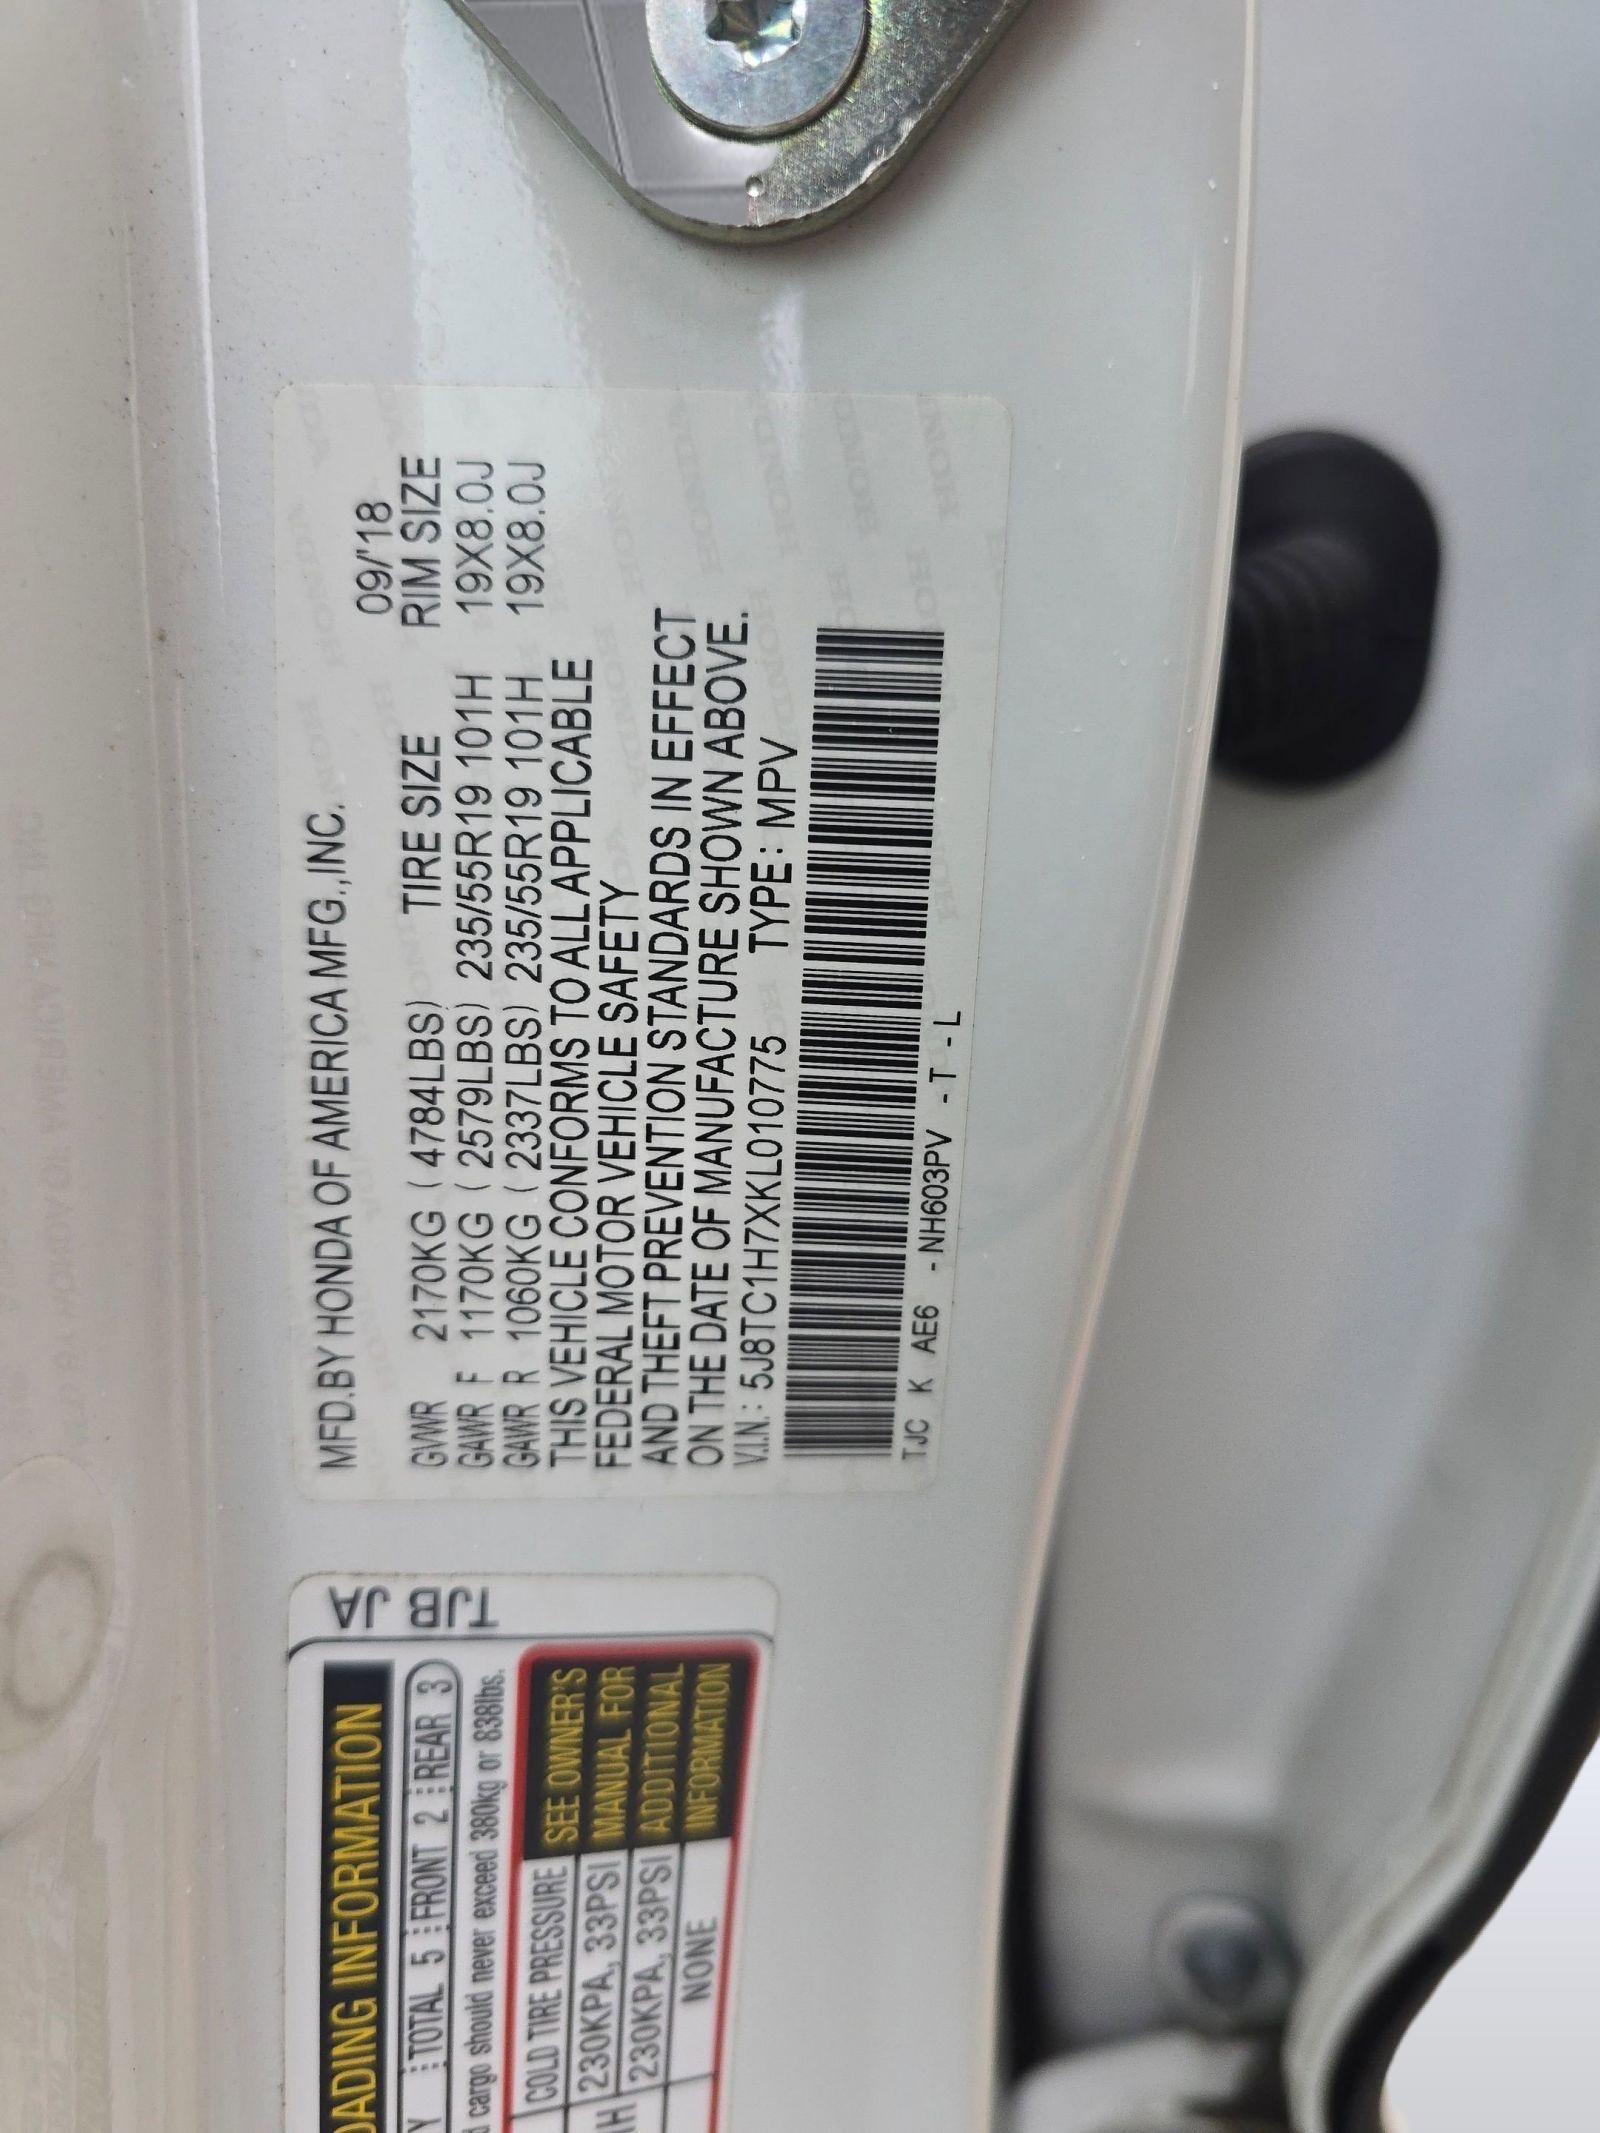 MFD.BY HONDA OF AMERICA MFG.,INC.
09/'18
GVWR 2170KG ( 4784LBS) TIRE SIZE RIM SIZE
GAWR F 1170KG ( 2579LBS) 235/55R19 101H 19X8.0J
GAWR R 1060KG ( 2337LBS) 235/55R19 101H 19X8.0J
THIS VEHICLE CONFORMS TO ALL APPLICABLE
FEDERAL MOTOR VEHICLE SAFETY
AND THEFT PREVENTION STANDARDS IN EFFECT
ON THE DATE OF MANUFACTURE SHOWN ABOVE.
V.I.N.: 5J8TC1H7XKL010775 TYPE: MPV
TJC K AE6 -NH603PV -T -L
TJB
JA
OADING INFORMATION
Y TOTAL 5 FRONT 2 REAR 3
d cargo should never exceed 380kg or 838lbs.
COLD TIRE PRESSURE
230KPA, 33PSI
1H 230KPA, 33PSI
NONE
SEE OWNER'S
MANUAL FOR
ADDITIONAL
INFORMATION